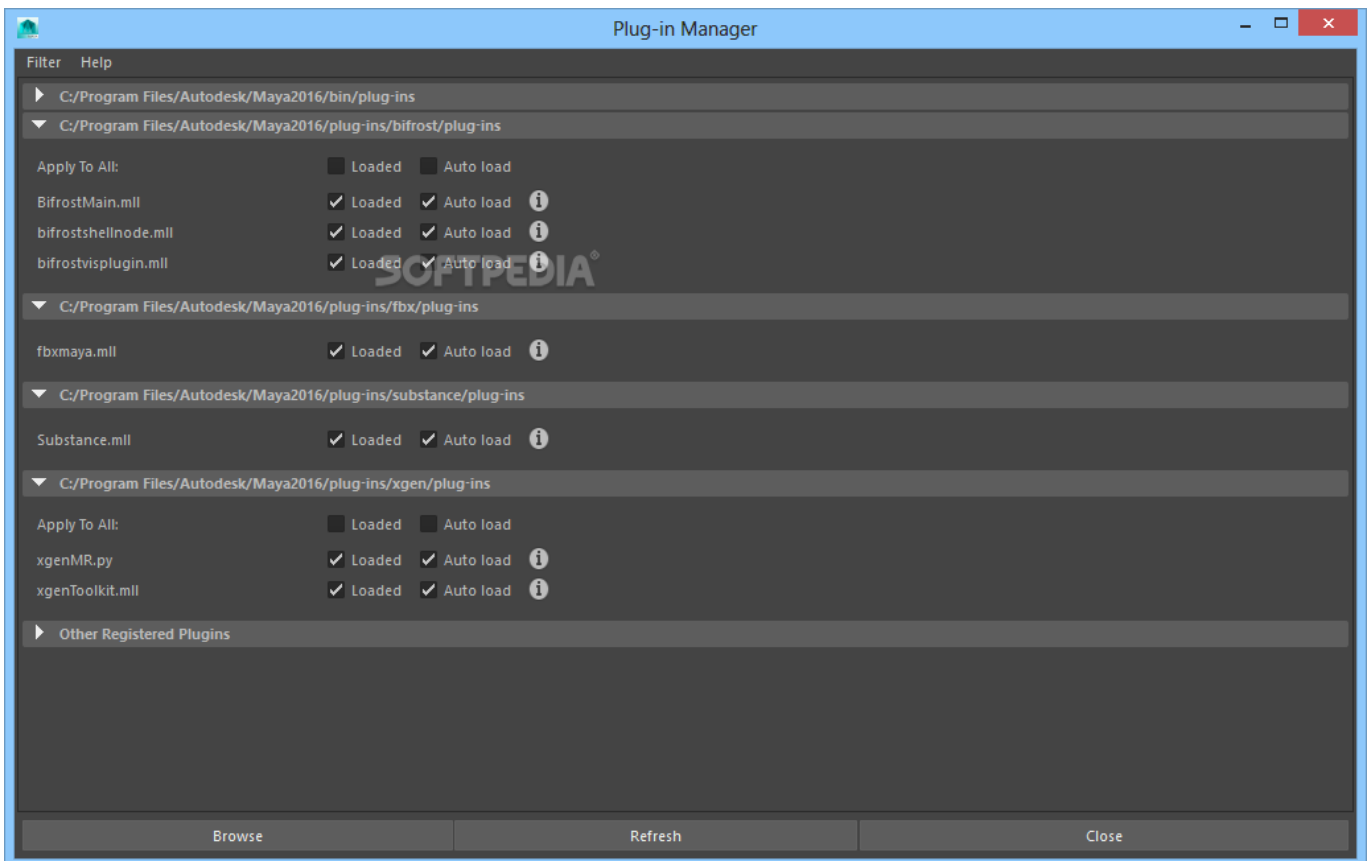 Plug-in Manager
Filter Help
C:/Program Files/Autodesk/Maya2016/bin/plug-ins
C:/Program Files/Autodesk/Maya2016/plug-ins/bifrost/plug-ins
Apply To All: Loaded Auto load
BifrostMain.mll Loaded Auto load
bifrostshellnode.mll Loaded Auto load
bifrostvisplugin.mll Loaded Auto load
SOFTPEDIA®
C:/Program Files/Autodesk/Maya2016/plug-ins/fbx/plug-ins
fbxmaya.mll Loaded Auto load
C:/Program Files/Autodesk/Maya2016/plug-ins/substance/plug-ins
Substance.mll Loaded Auto load
C:/Program Files/Autodesk/Maya2016/plug-ins/xgen/plug-ins
Apply To All: Loaded Auto load
xgenMR.py Loaded Auto load
xgenToolkit.mll Loaded Auto load
Other Registered Plugins
Browse Refresh Close